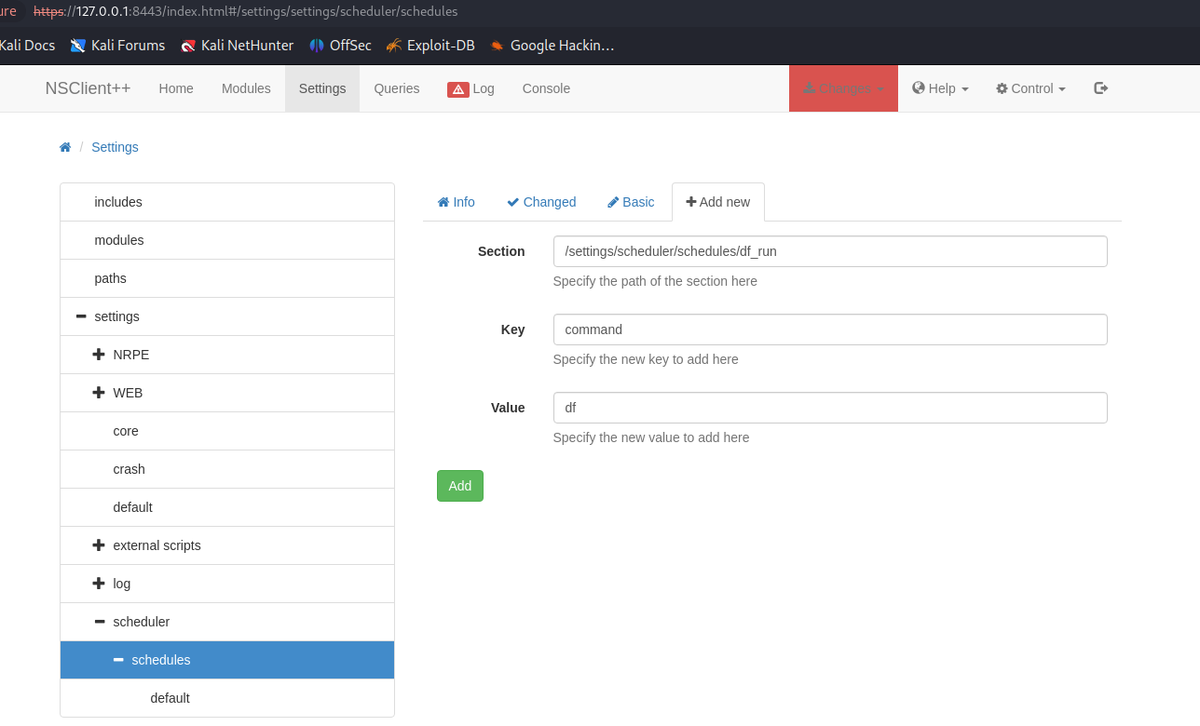 ure https://127.0.0.1:8443/index.html#/settings/settings/scheduler/schedules
Kali Docs Kali Forums Kali NetHunter OffSec Exploit-DB Google Hackin…
NSClient++ Home Modules Settings Queries Log Console Changes Help Control
/ Settings
includes
modules
paths
settings
NRPE
WEB
core
crash
default
external scripts
log
scheduler
schedules
default
Info Changed Basic Add new
Section /settings/scheduler/schedules/df_run
Specify the path of the section here
Key command
Specify the new key to add here
Value df
Specify the new value to add here
Add